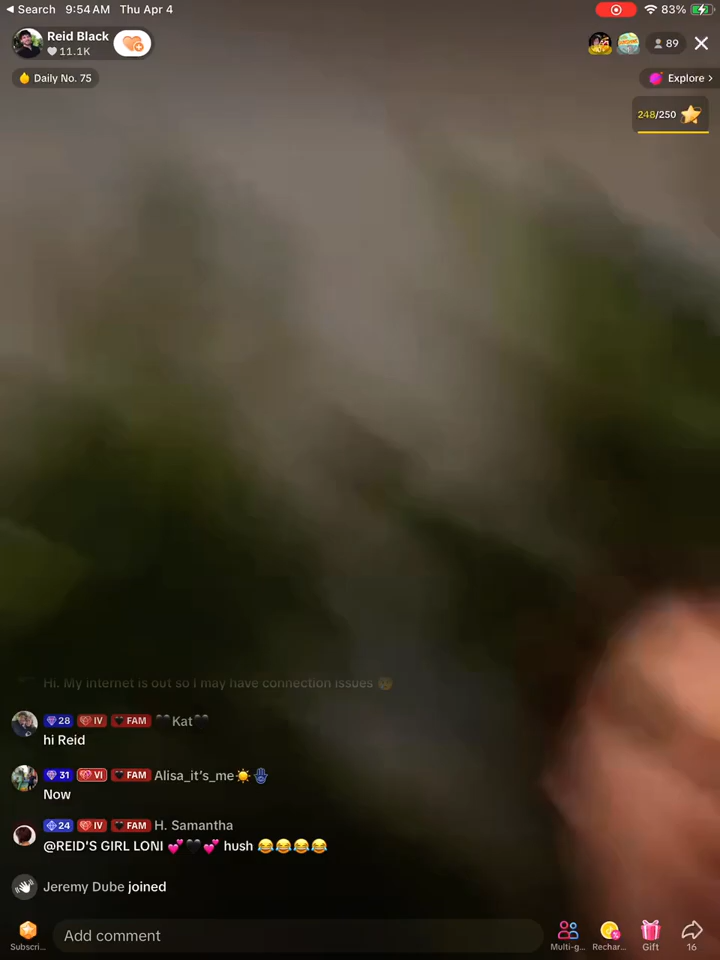 Search 9:54 AM Thu Apr 4 83%
Reid Black
11.1K
89
Daily No. 75
Explore >
248/250
Hi. My internet is out so I may have connection issues 😢
28 IV 🖤 FAM 🖤Kat🖤
hi Reid
31 VI 🖤 FAM Alisa_it's_me☀️🪬
Now
24 IV 🖤 FAM H. Samantha
@REID'S GIRL LONI 💕🖤💕 hush 😂😂😂😂
Jeremy Dube joined
Add comment
Subscri...
Multi-g...
Rechar...
Gift
16